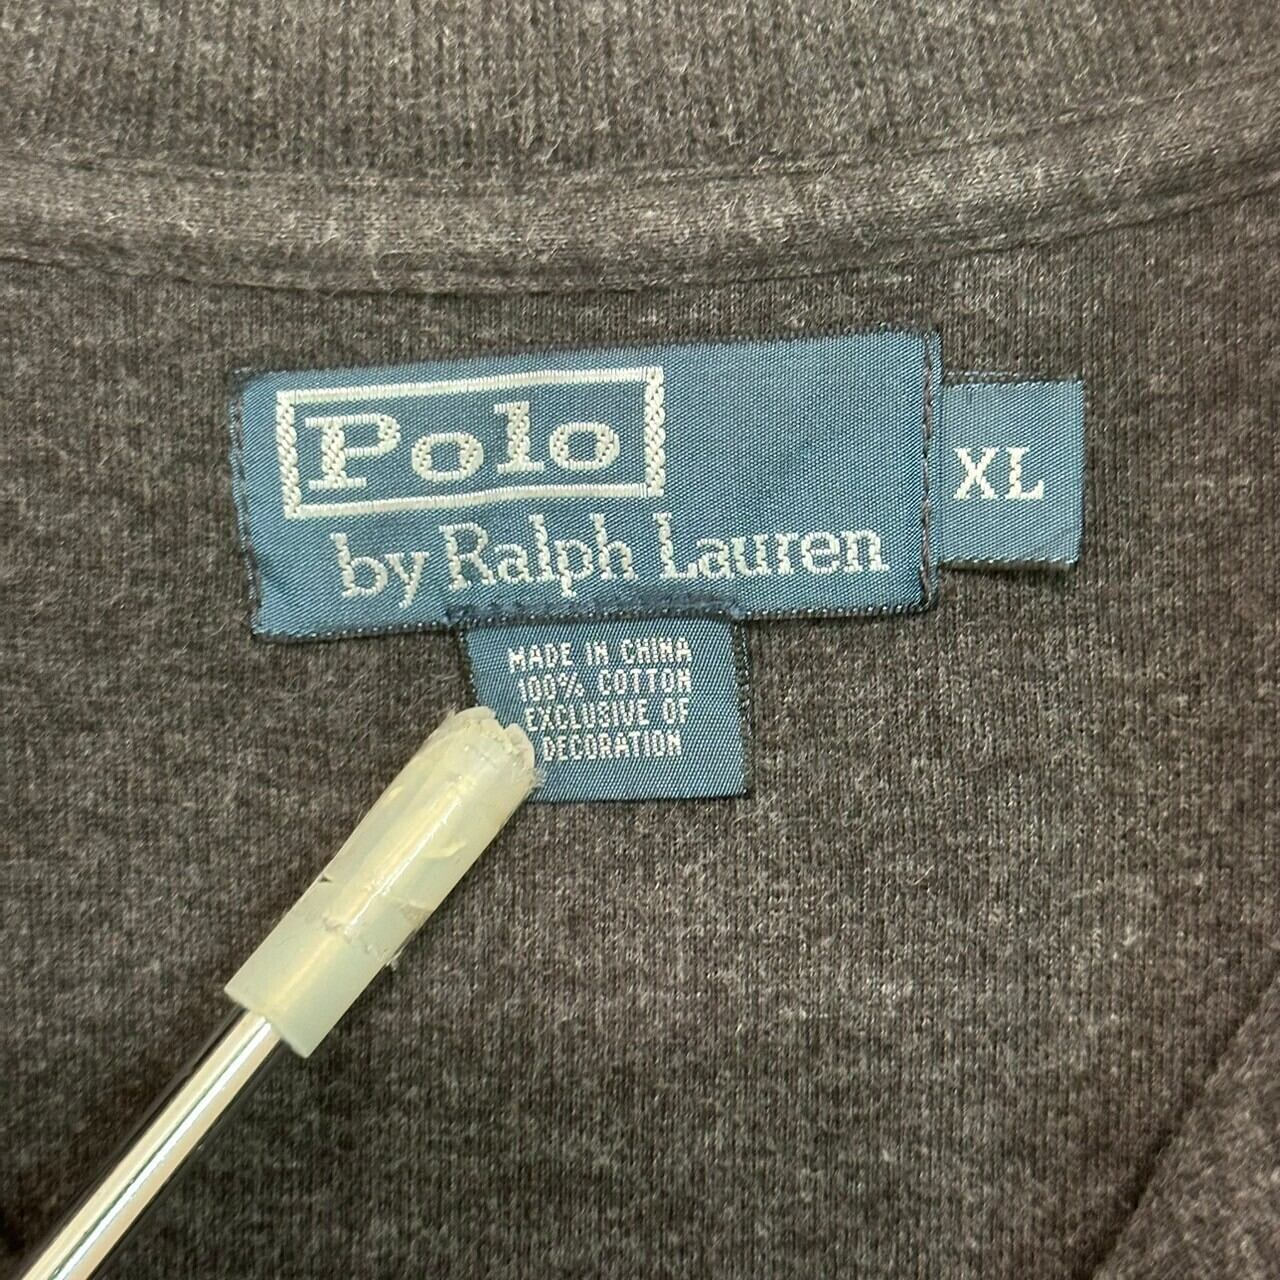 Polo
by Ralph Lauren
XL
MADE IN CHINA
100% COTTON
EXCLUSIVE OF
DECORATION